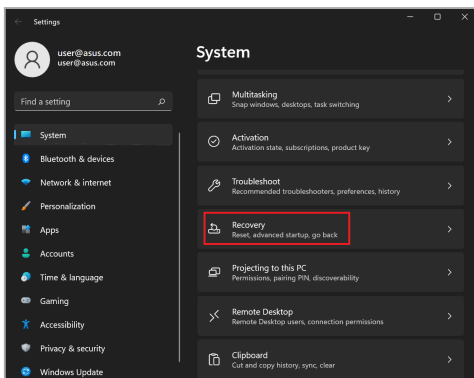 Settings
user@asus.com
user@asus.com
Find a setting
System
Bluetooth & devices
Network & internet
Personalization
Apps
Accounts
Time & language
Gaming
Accessibility
Privacy & security
Windows Update
System
Multitasking
Snap windows, desktops, task switching
Activation
Activation state, subscriptions, product key
Troubleshoot
Recommended troubleshooters, preferences, history
Recovery
Reset, advanced startup, go back
Projecting to this PC
Permissions, pairing PIN, discoverability
Remote Desktop
Remote Desktop users, connection permissions
Clipboard
Cut and copy history, sync, clear